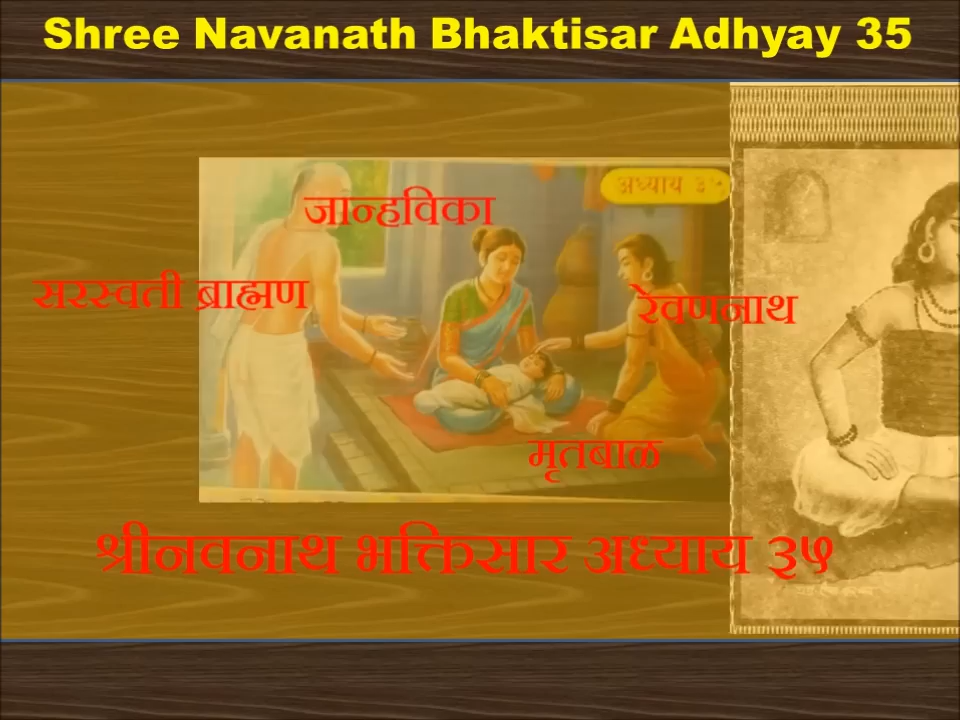 Shree Navanath Bhaktisar Adhyay 35
अध्याय ३५
जान्हविका
सरस्वती ब्राह्मण
रेवणनाथ
मृतबाळ
श्रीनवनाथ भक्तिसार अध्याय ३५